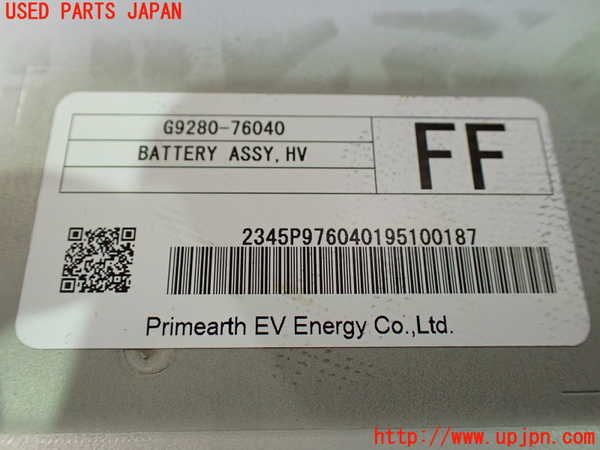 USED PARTS JAPAN
G9280-76040
BATTERY ASSY,HV
FF
2345P976040195100187
Primearth EV Energy Co.,Ltd.
http://www.upjpn.com/